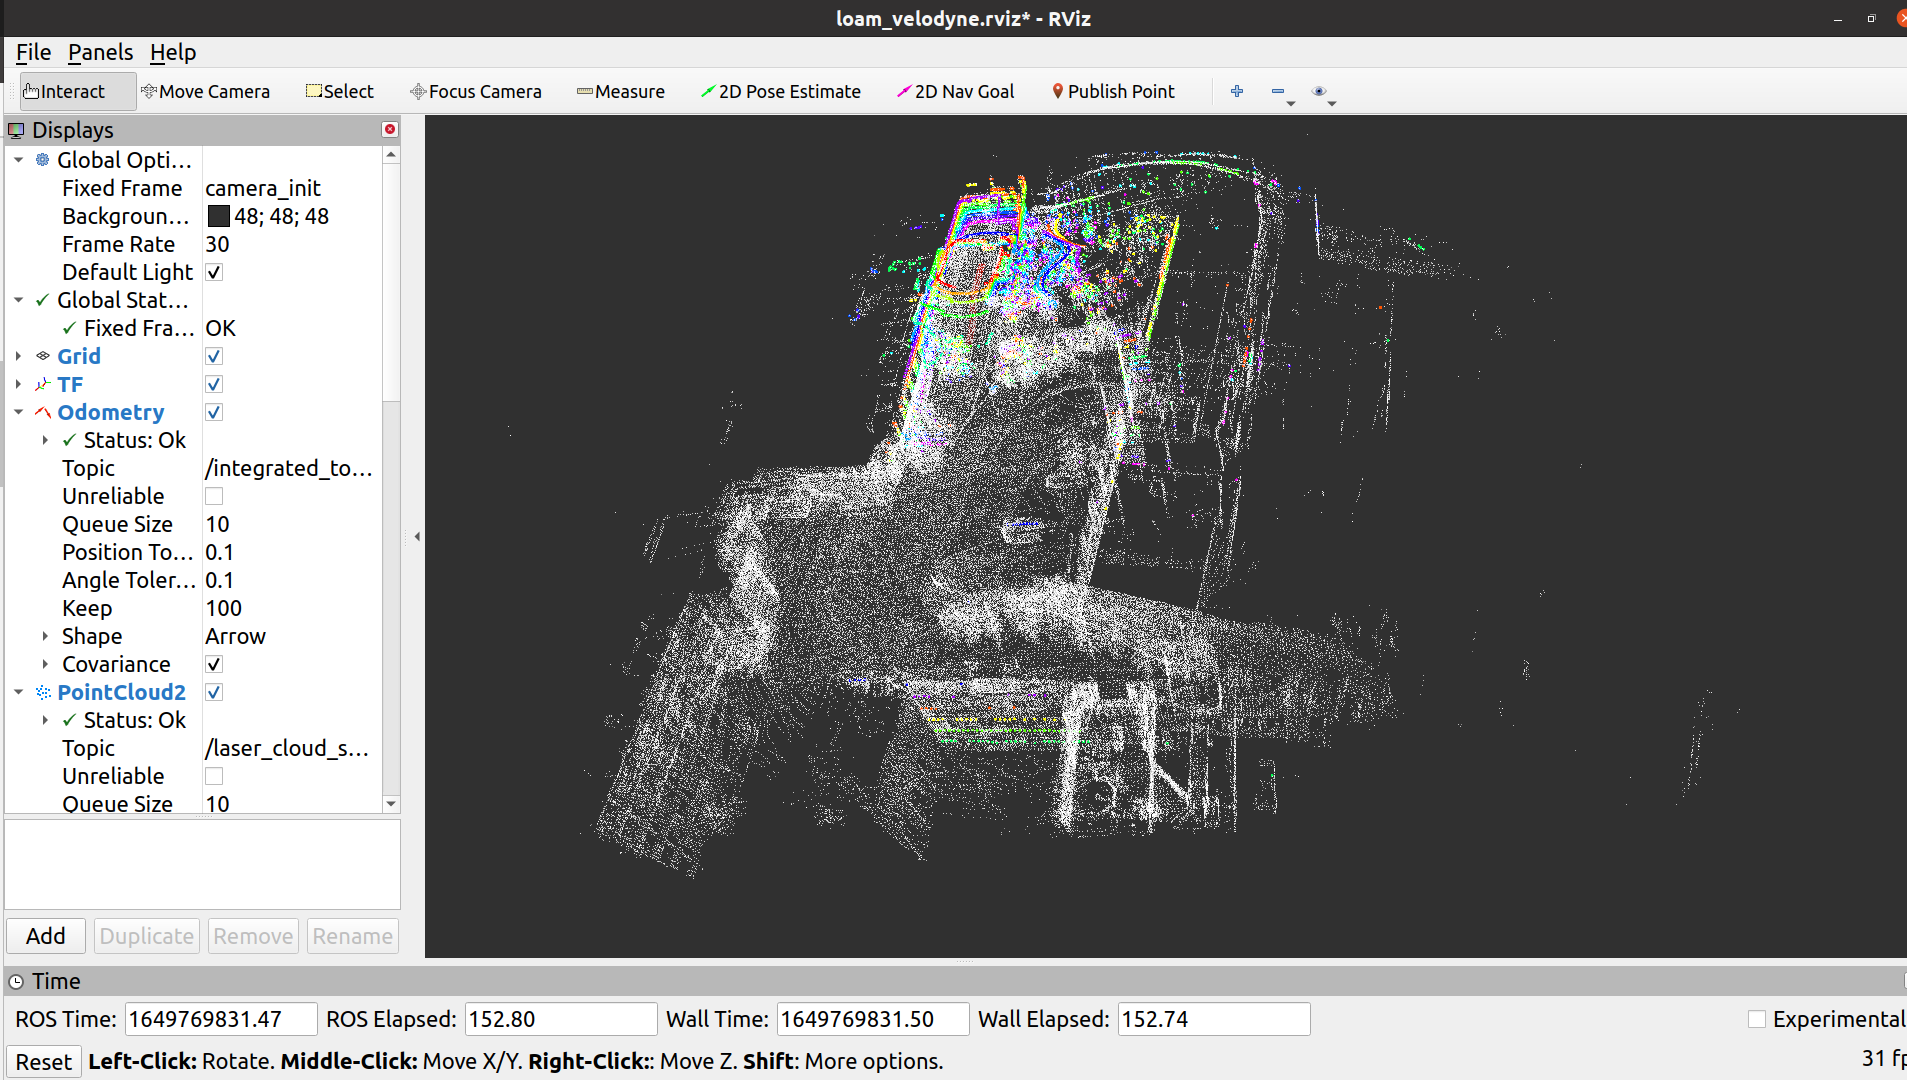 loam_velodyne.rviz* - RViz
File Panels Help
Interact Move Camera Select Focus Camera Measure 2D Pose Estimate 2D Nav Goal Publish Point
Displays
Global Opti...
Fixed Frame camera_init
Backgroun... 48; 48; 48
Frame Rate 30
Default Light
Global Stat...
Fixed Fra... OK
Grid
TF
Odometry
Status: Ok
Topic /integrated_to...
Unreliable
Queue Size 10
Position To... 0.1
Angle Toler... 0.1
Keep 100
Shape Arrow
Covariance
PointCloud2
Status: Ok
Topic /laser_cloud_s...
Unreliable
Queue Size 10
Add Duplicate Remove Rename
Time
ROS Time: 1649769831.47 ROS Elapsed: 152.80 Wall Time: 1649769831.50 Wall Elapsed: 152.74 Experimental
Reset Left-Click: Rotate. Middle-Click: Move X/Y. Right-Click:: Move Z. Shift: More options. 31 fp